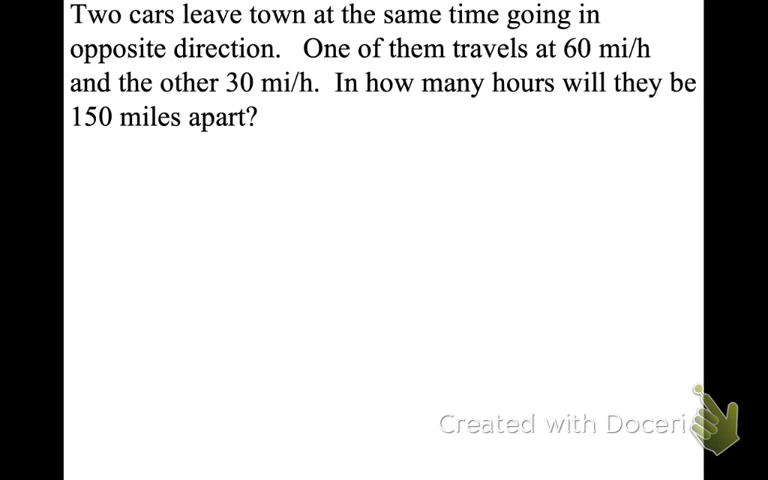 Two cars leave town at the same time going in
opposite direction.   One of them travels at 60 mi/h
and the other 30 mi/h.  In how many hours will they be
150 miles apart?
Created with Doceri